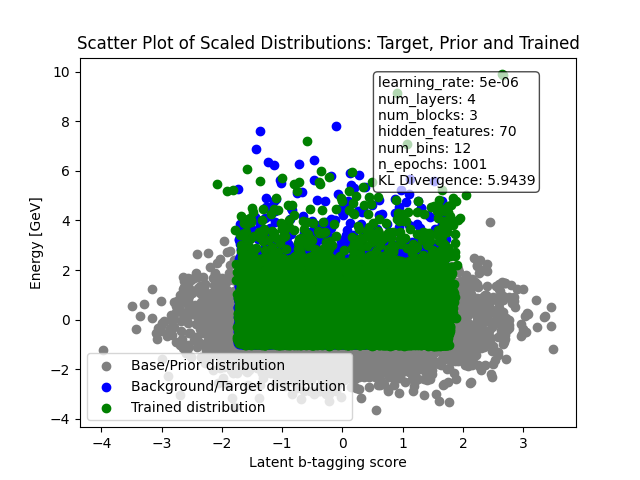 Scatter Plot of Scaled Distributions: Target, Prior and Trained
10
8
6
4
2
0
−2
−4
Energy [GeV]
learning_rate: 5e-06
num_layers: 4
num_blocks: 3
hidden_features: 70
num_bins: 12
n_epochs: 1001
KL Divergence: 5.9439
Base/Prior distribution
Background/Target distribution
Trained distribution
−4 −3 −2 −1 0 1 2 3
Latent b-tagging score